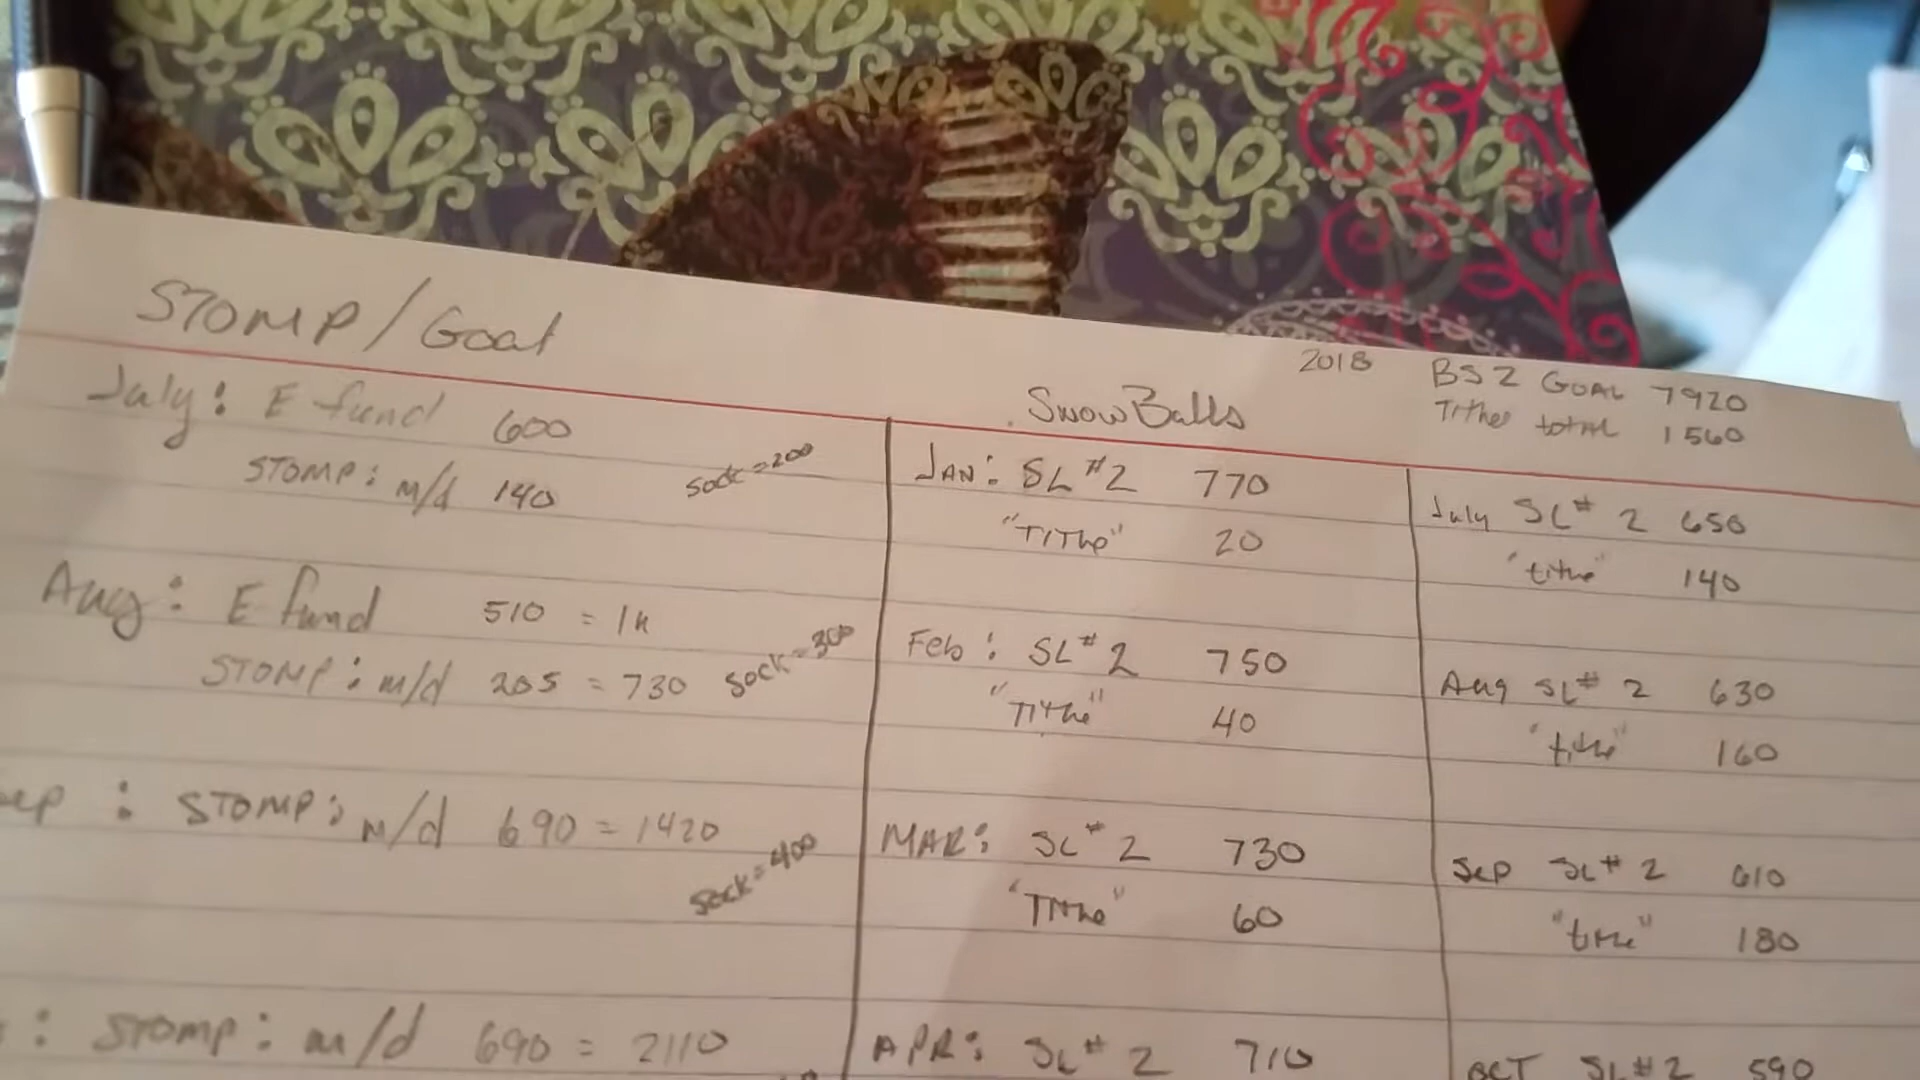 STOMP/Goal
July: E fund 600
STOMP: m/d 140
sock=200
Aug: E fund 510 = 1k
STOMP: m/d 205 = 730
sock=300
ep : STOMP: m/d 690 = 1420
sock=400
: STOMP: m/d 690 = 2110
SNOWBalls
JAN: SL #2 770
"TITHe" 20
Feb: SL #2 750
"TITHe" 40
MAR: SL #2 730
"TITHe" 60
APR: SL #2 710
2018
BS2 GOAL 7920
Tithes total 1560
July SL # 2 650
"tithe" 140
Aug SL # 2 630
"tithe" 160
Sep SL # 2 610
"tithe" 180
OCT SL # 2 590